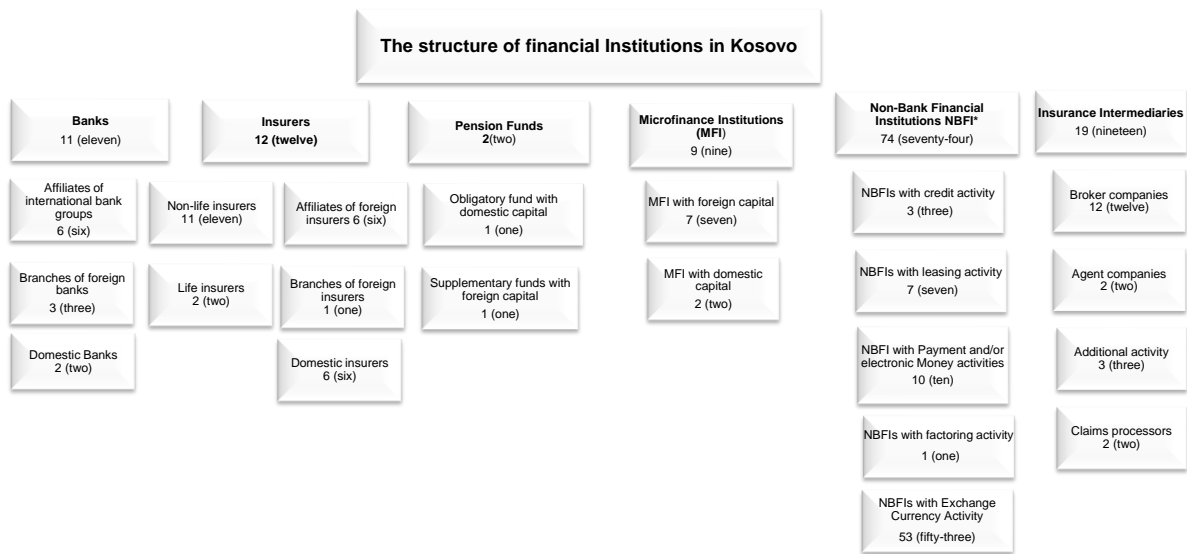 The structure of financial Institutions in Kosovo
Banks
11 (eleven)
Affiliates of
international bank
groups
6 (six)
Branches of foreign
banks
3 (three)
Domestic Banks
2 (two)
Insurers
12 (twelve)
Non-life insurers
11 (eleven)
Life insurers
2 (two)
Affiliates of foreign
insurers 6 (six)
Branches of foreign
insurers
1 (one)
Domestic insurers
6 (six)
Pension Funds
2(two)
Obligatory fund with
domestic capital
1 (one)
Supplementary funds with
foreign capital
1 (one)
Microfinance Institutions
(MFI)
9 (nine)
MFI with foreign capital
7 (seven)
MFI with domestic
capital
2 (two)
Non-Bank Financial
Institutions NBFI*
74 (seventy-four)
NBFIs with credit activity
3 (three)
NBFIs with leasing activity
7 (seven)
NBFI with Payment and/or
electronic Money activities
10 (ten)
NBFIs with factoring activity
1 (one)
NBFIs with Exchange
Currency Activity
53 (fifty-three)
Insurance Intermediaries
19 (nineteen)
Broker companies
12 (twelve)
Agent companies
2 (two)
Additional activity
3 (three)
Claims processors
2 (two)